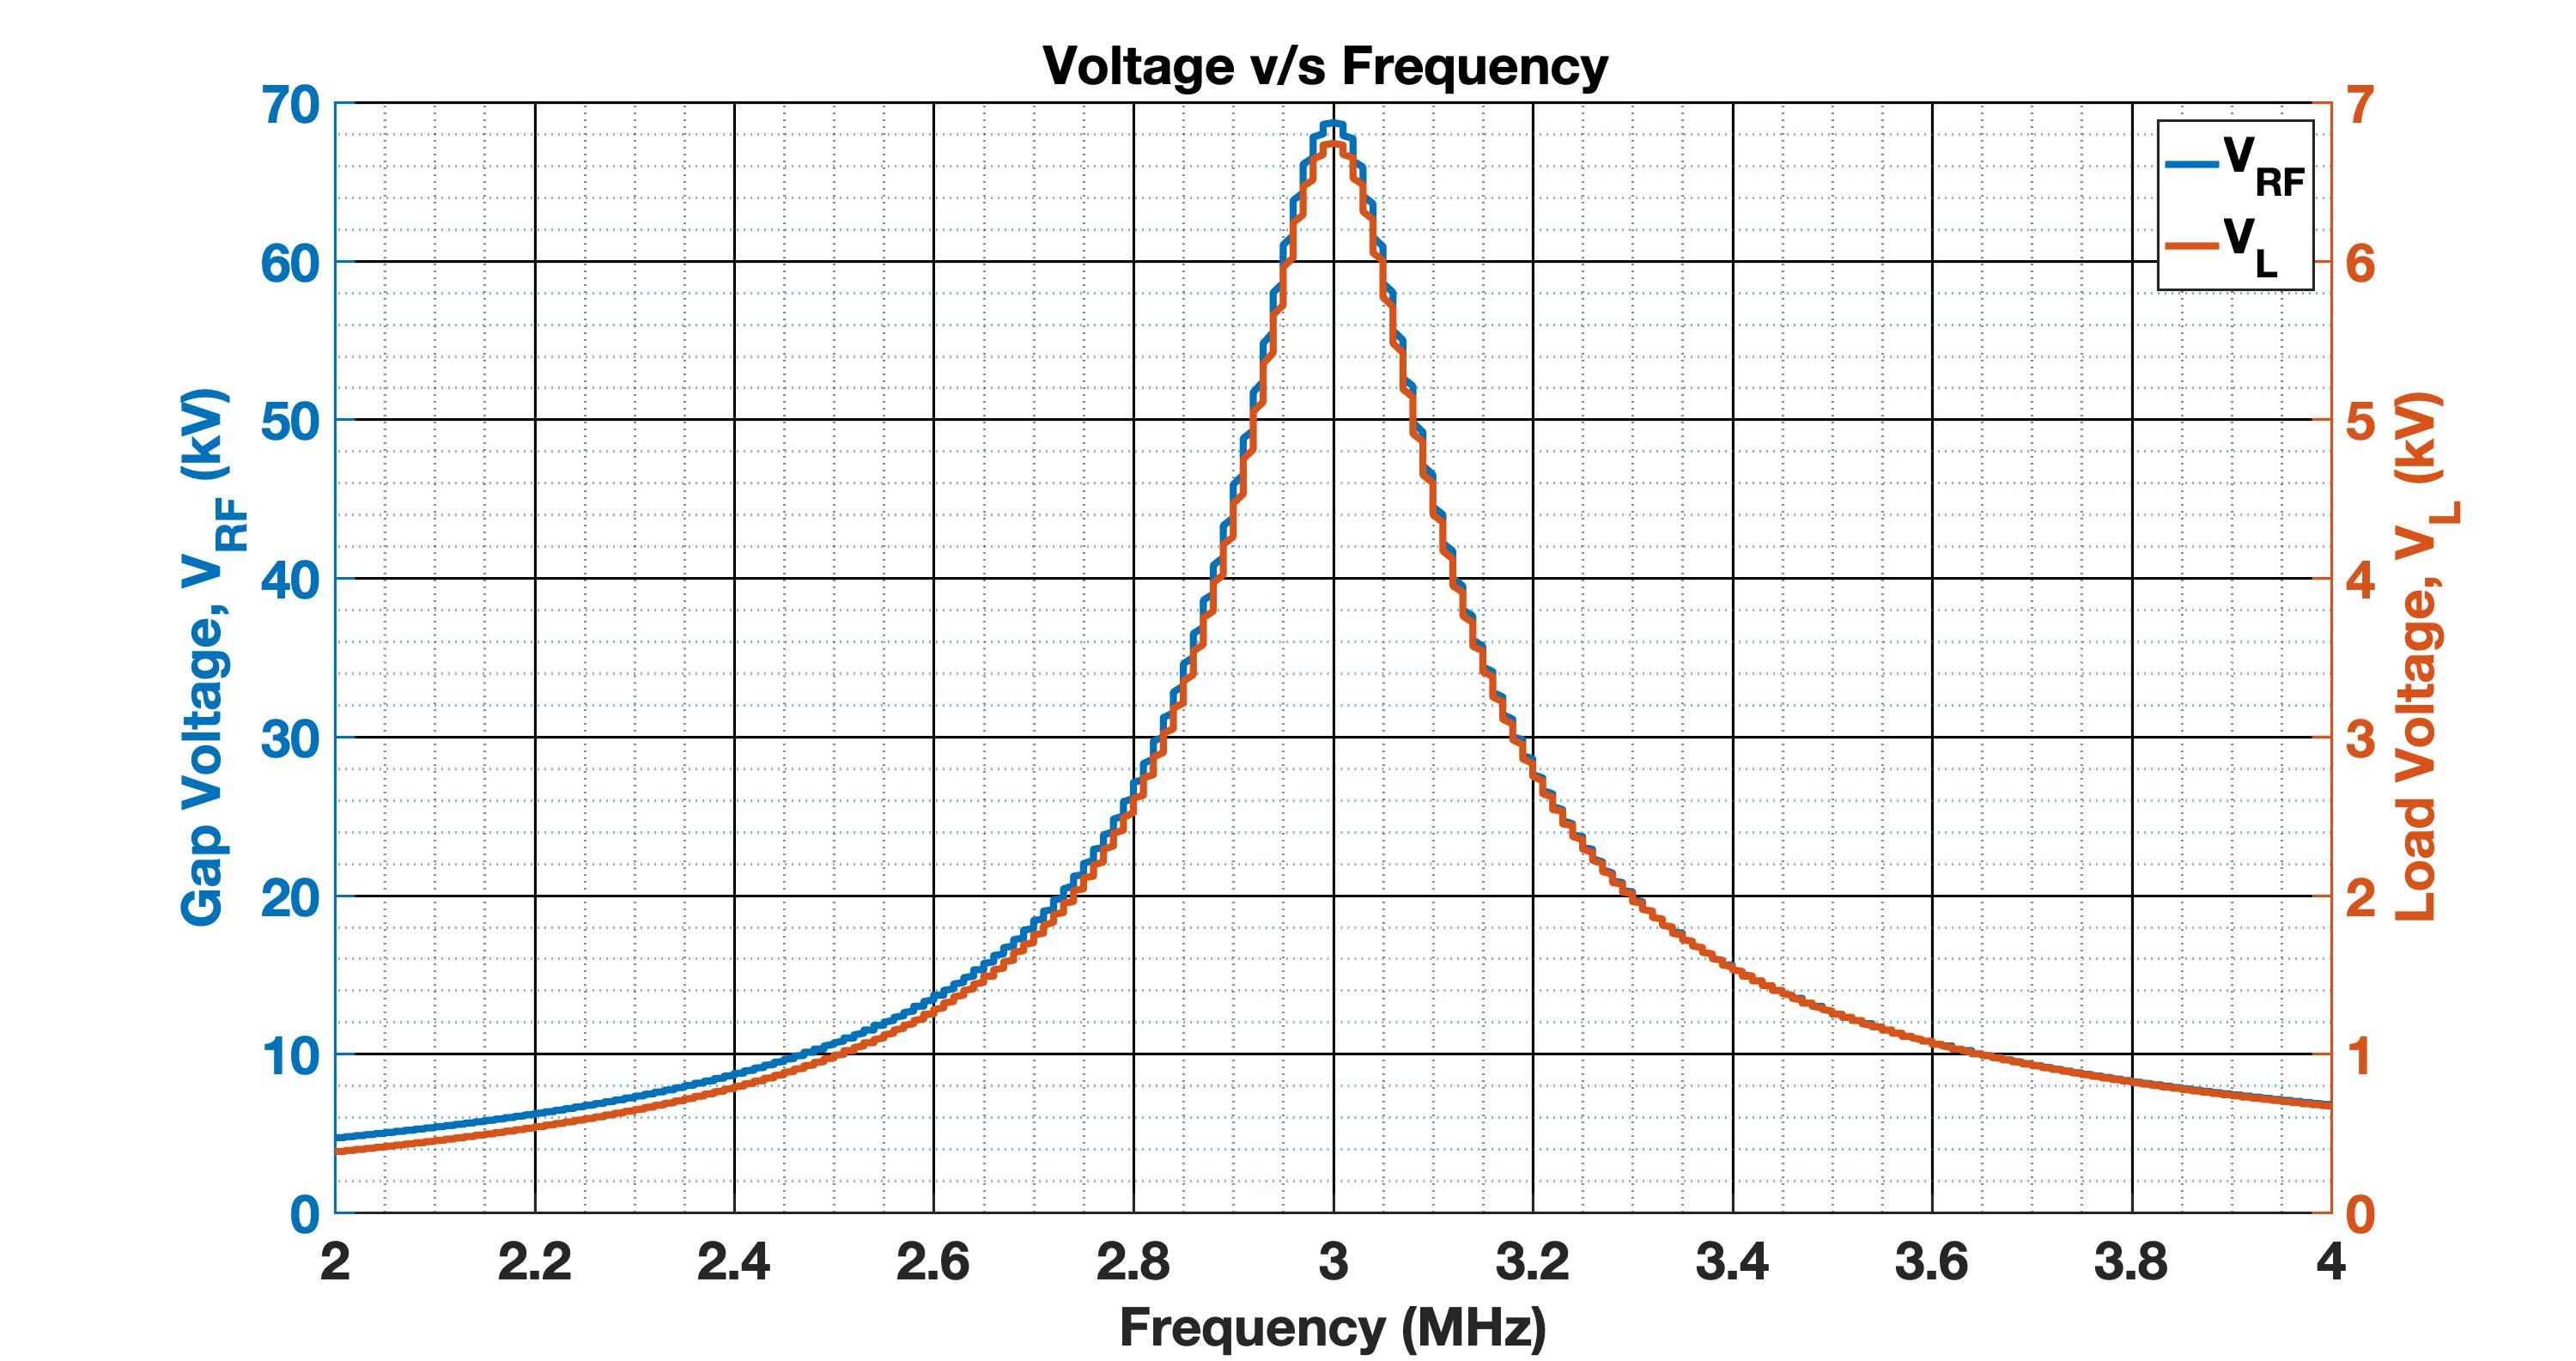 Voltage v/s Frequency
70
60
50
40
30
20
10
0
Gap Voltage, V_RF (kV)
7
6
5
4
3
2
1
0
Load Voltage, V_L (kV)
V_RF
V_L
2 2.2 2.4 2.6 2.8 3 3.2 3.4 3.6 3.8 4
Frequency (MHz)